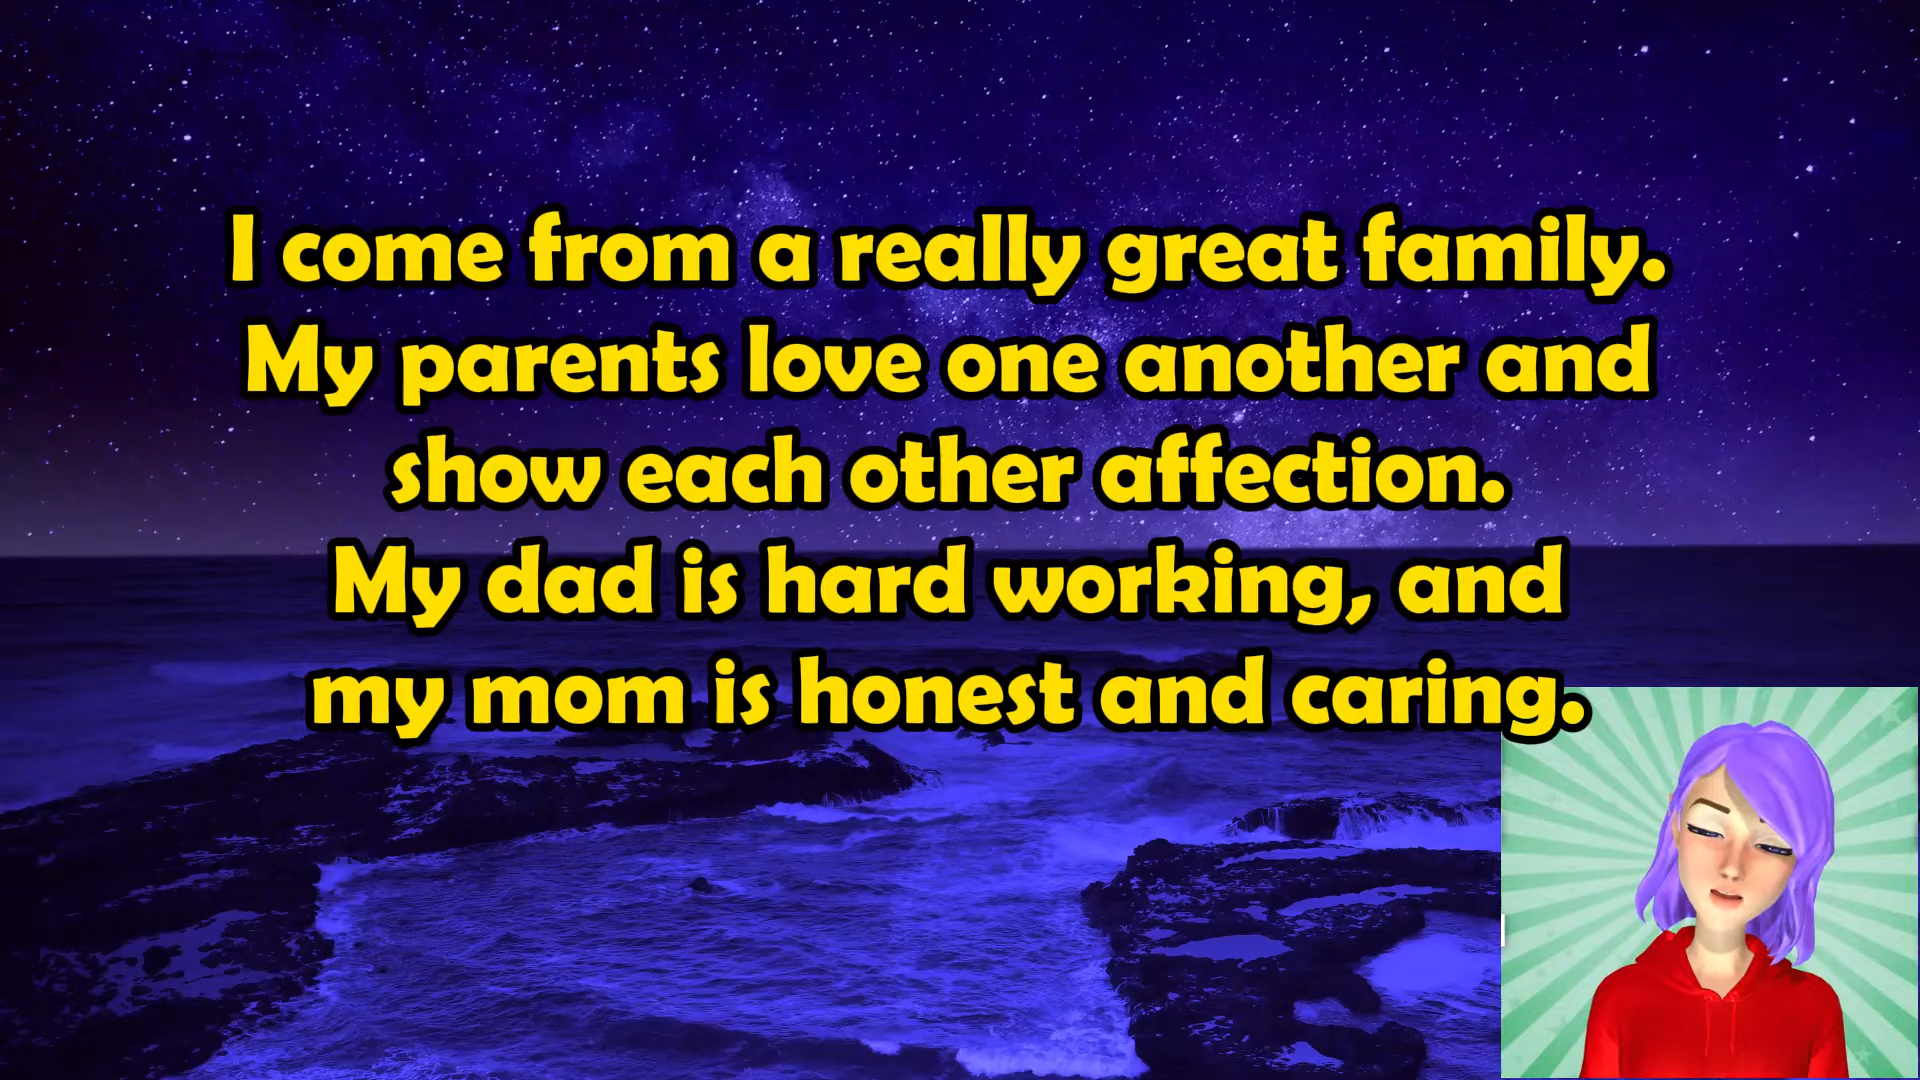 I come from a really great family.
My parents love one another and
show each other affection.
My dad is hard working, and
my mom is honest and caring.